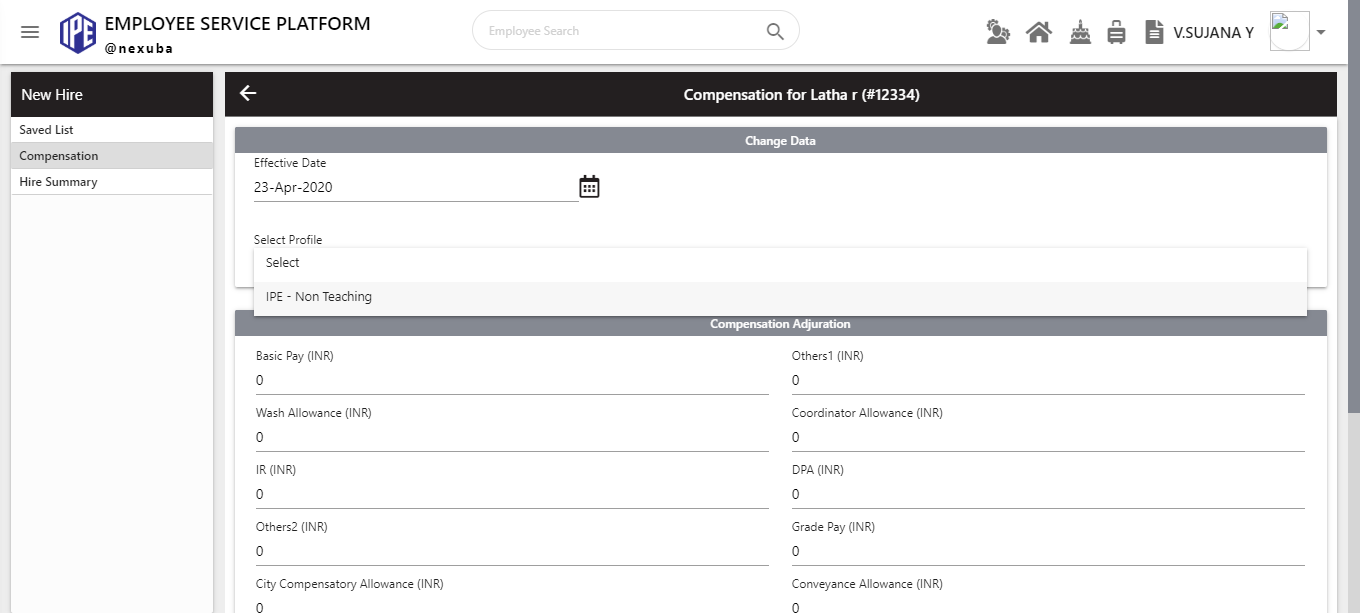 IPE
EMPLOYEE SERVICE PLATFORM
@nexuba
Employee Search
V.SUJANA Y
New Hire
Saved List
Compensation
Hire Summary
Compensation for Latha r (#12334)
Change Data
Effective Date
23-Apr-2020
Select Profile
Select
IPE - Non Teaching
Compensation Adjuration
Basic Pay (INR) Others1 (INR)
0 0
Wash Allowance (INR) Coordinator Allowance (INR)
0 0
IR (INR) DPA (INR)
0 0
Others2 (INR) Grade Pay (INR)
0 0
City Compensatory Allowance (INR) Conveyance Allowance (INR)
0 0